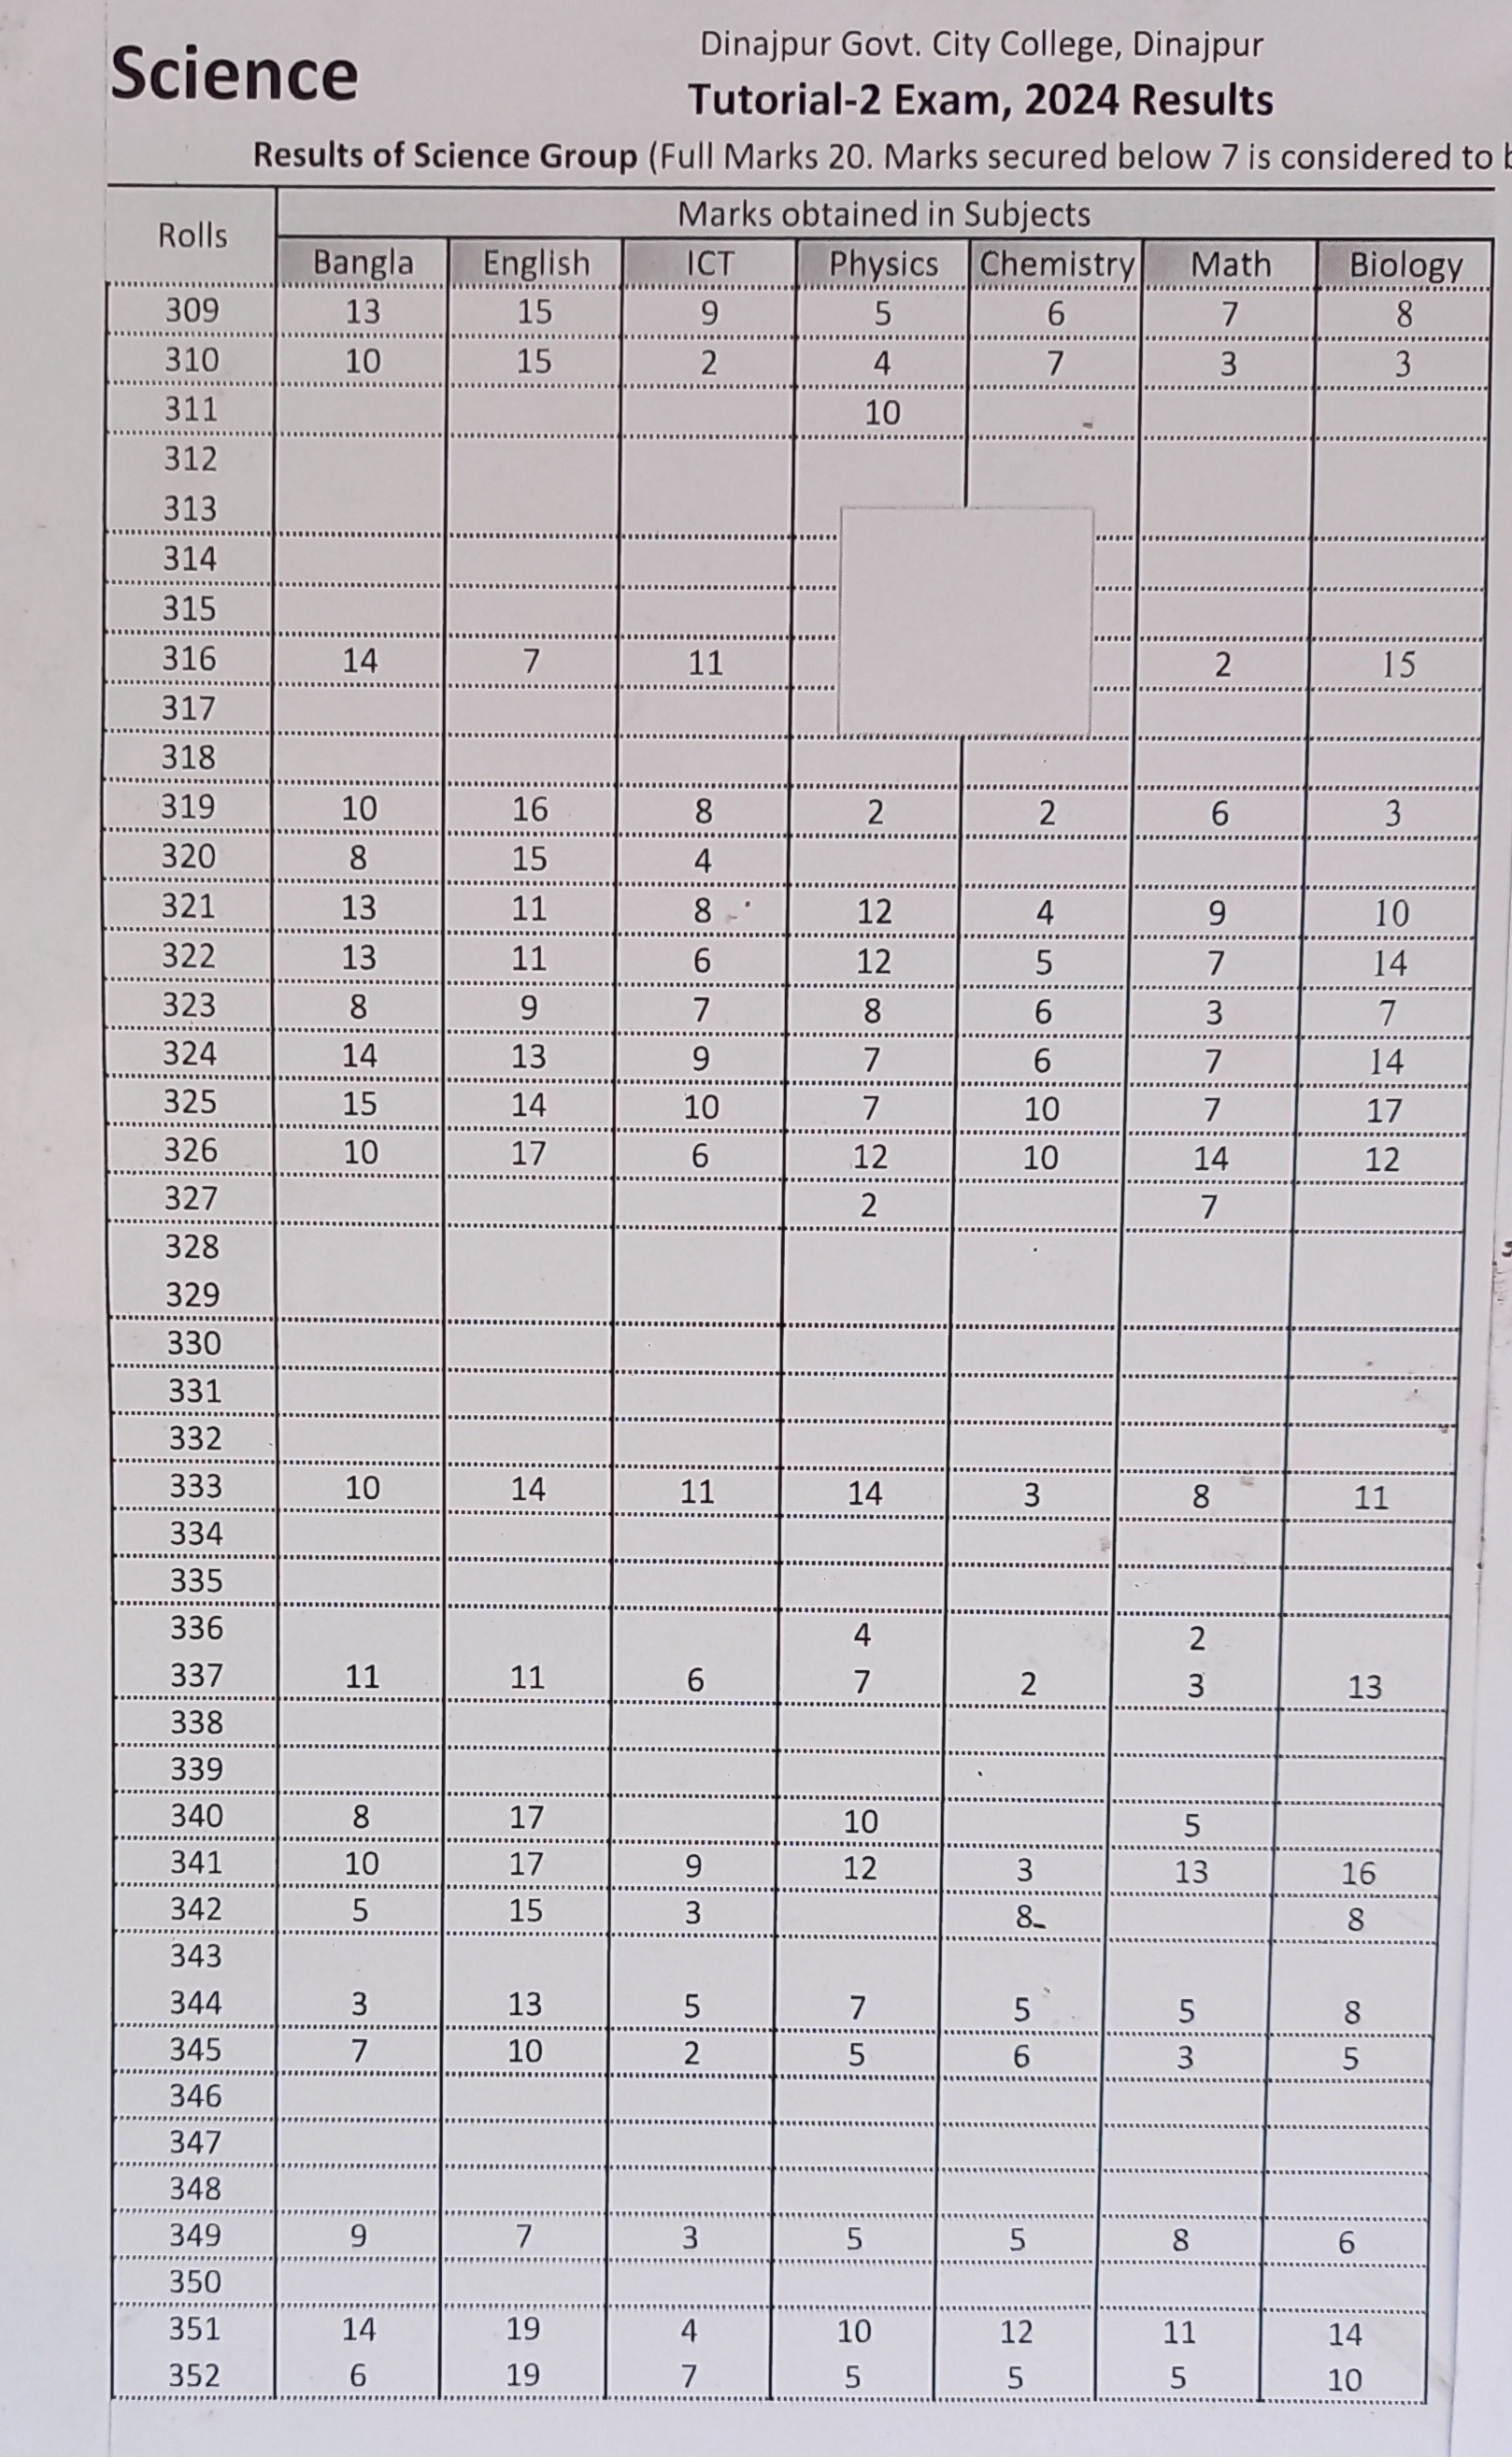 Science
Dinajpur Govt. City College, Dinajpur
Tutorial-2 Exam, 2024 Results
Results of Science Group (Full Marks 20. Marks secured below 7 is considered to
Rolls Marks obtained in Subjects
Bangla English ICT Physics Chemistry Math Biology
309 13 15 9 5 6 7 8
310 10 15 2 4 7 3 3
311 10
312
313
314
315
316 14 7 11 2 15
317
318
319 10 16 8 2 2 6 3
320 8 15 4
321 13 11 8 12 4 9 10
322 13 11 6 12 5 7 14
323 8 9 7 8 6 3 7
324 14 13 9 7 6 7 14
325 15 14 10 7 10 7 17
326 10 17 6 12 10 14 12
327 2 7
328
329
330
331
332
333 10 14 11 14 3 8 11
334
335
336 4 2
337 11 11 6 7 2 3 13
338
339
340 8 17 10 5
341 10 17 9 12 3 13 16
342 5 15 3 8 8
343
344 3 13 5 7 5 5 8
345 7 10 2 5 6 3 5
346
347
348
349 9 7 3 5 5 8 6
350
351 14 19 4 10 12 11 14
352 6 19 7 5 5 5 10